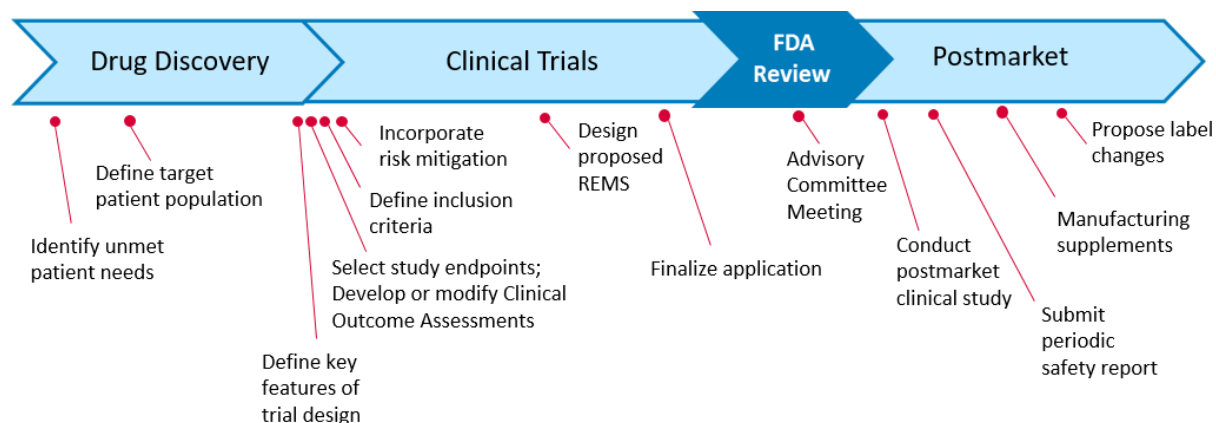 Drug Discovery
Clinical Trials
FDA
Review
Postmarket
Identify unmet
patient needs
Define target
patient population
Define key
features of
trial design
Select study endpoints;
Develop or modify Clinical
Outcome Assessments
Define inclusion
criteria
Incorporate
risk mitigation
Design
proposed
REMS
Finalize application
Advisory
Committee
Meeting
Conduct
postmarket
clinical study
Submit
periodic
safety report
Manufacturing
supplements
Propose label
changes